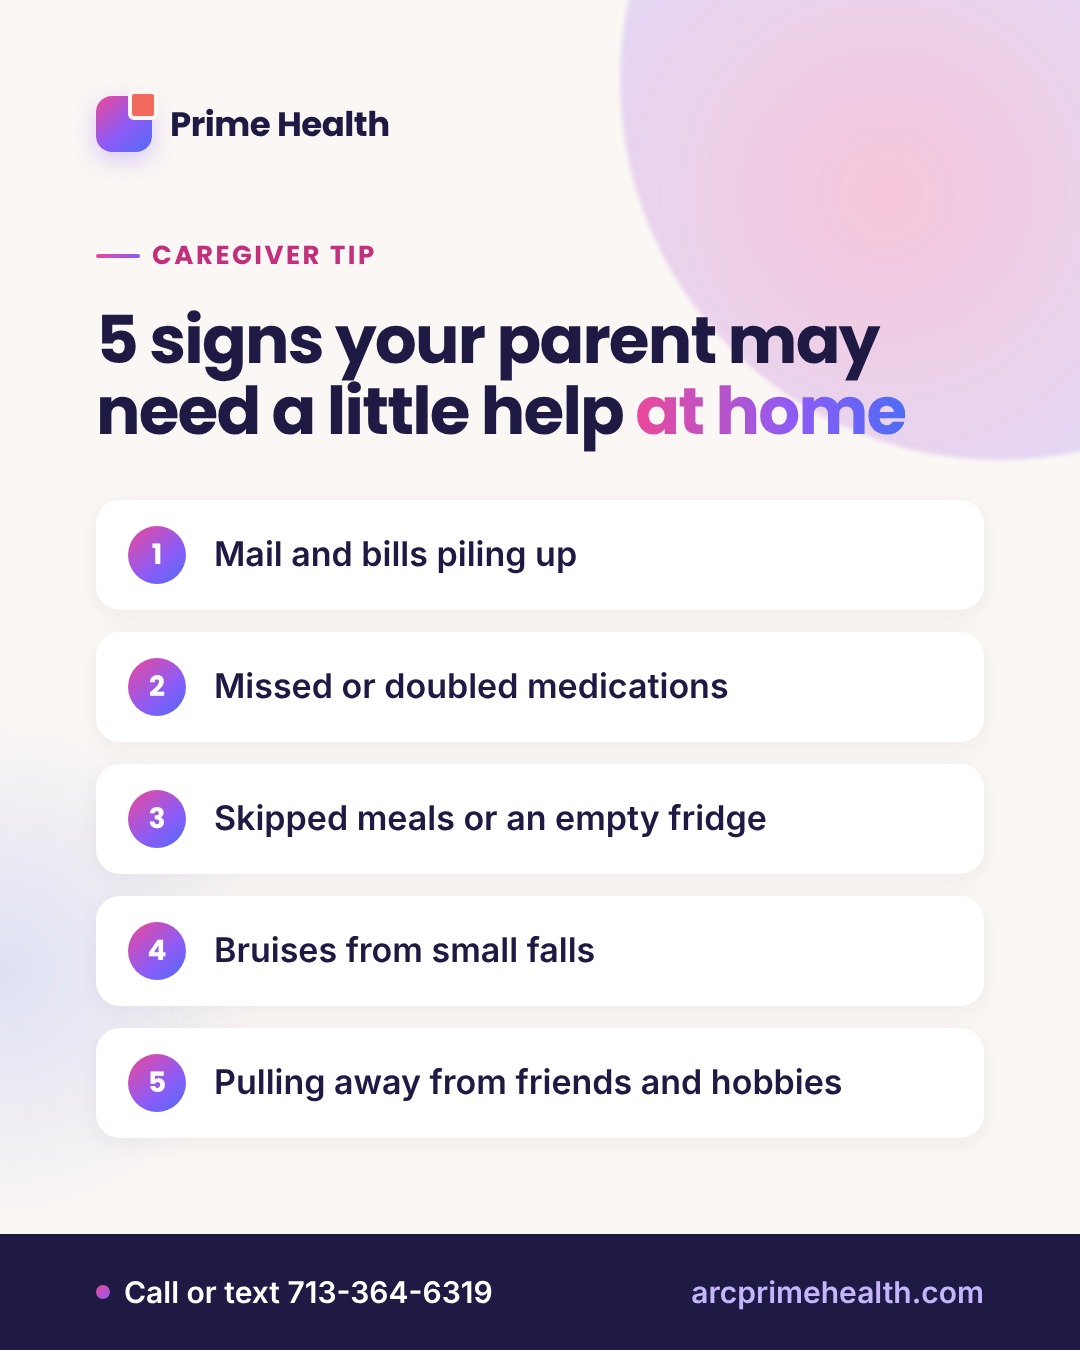 Prime Health
CAREGIVER TIP
5 signs your parent may
need a little help at home
1 Mail and bills piling up
2 Missed or doubled medications
3 Skipped meals or an empty fridge
4 Bruises from small falls
5 Pulling away from friends and hobbies
Call or text 713-364-6319 arcprimehealth.com